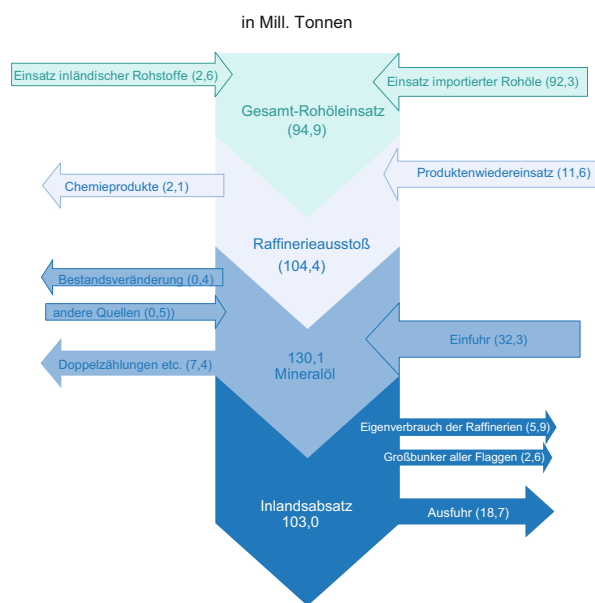 in Mill. Tonnen
Einsatz inländischer Rohstoffe (2,6)
Einsatz importierter Rohöle (92,3)
Gesamt-Rohöleinsatz
(94,9)
Produktenwiedereinsatz (11,6)
Chemieprodukte (2,1)
Raffinerieausstoß
(104,4)
Bestandsveränderung (0,4)
andere Quellen (0,5))
Einfuhr (32,3)
130,1
Mineralöl
Doppelzählungen etc. (7,4)
Eigenverbrauch der Raffinerien (5,9)
Großbunker aller Flaggen (2,6)
Inlandsabsatz
103,0
Ausfuhr (18,7)